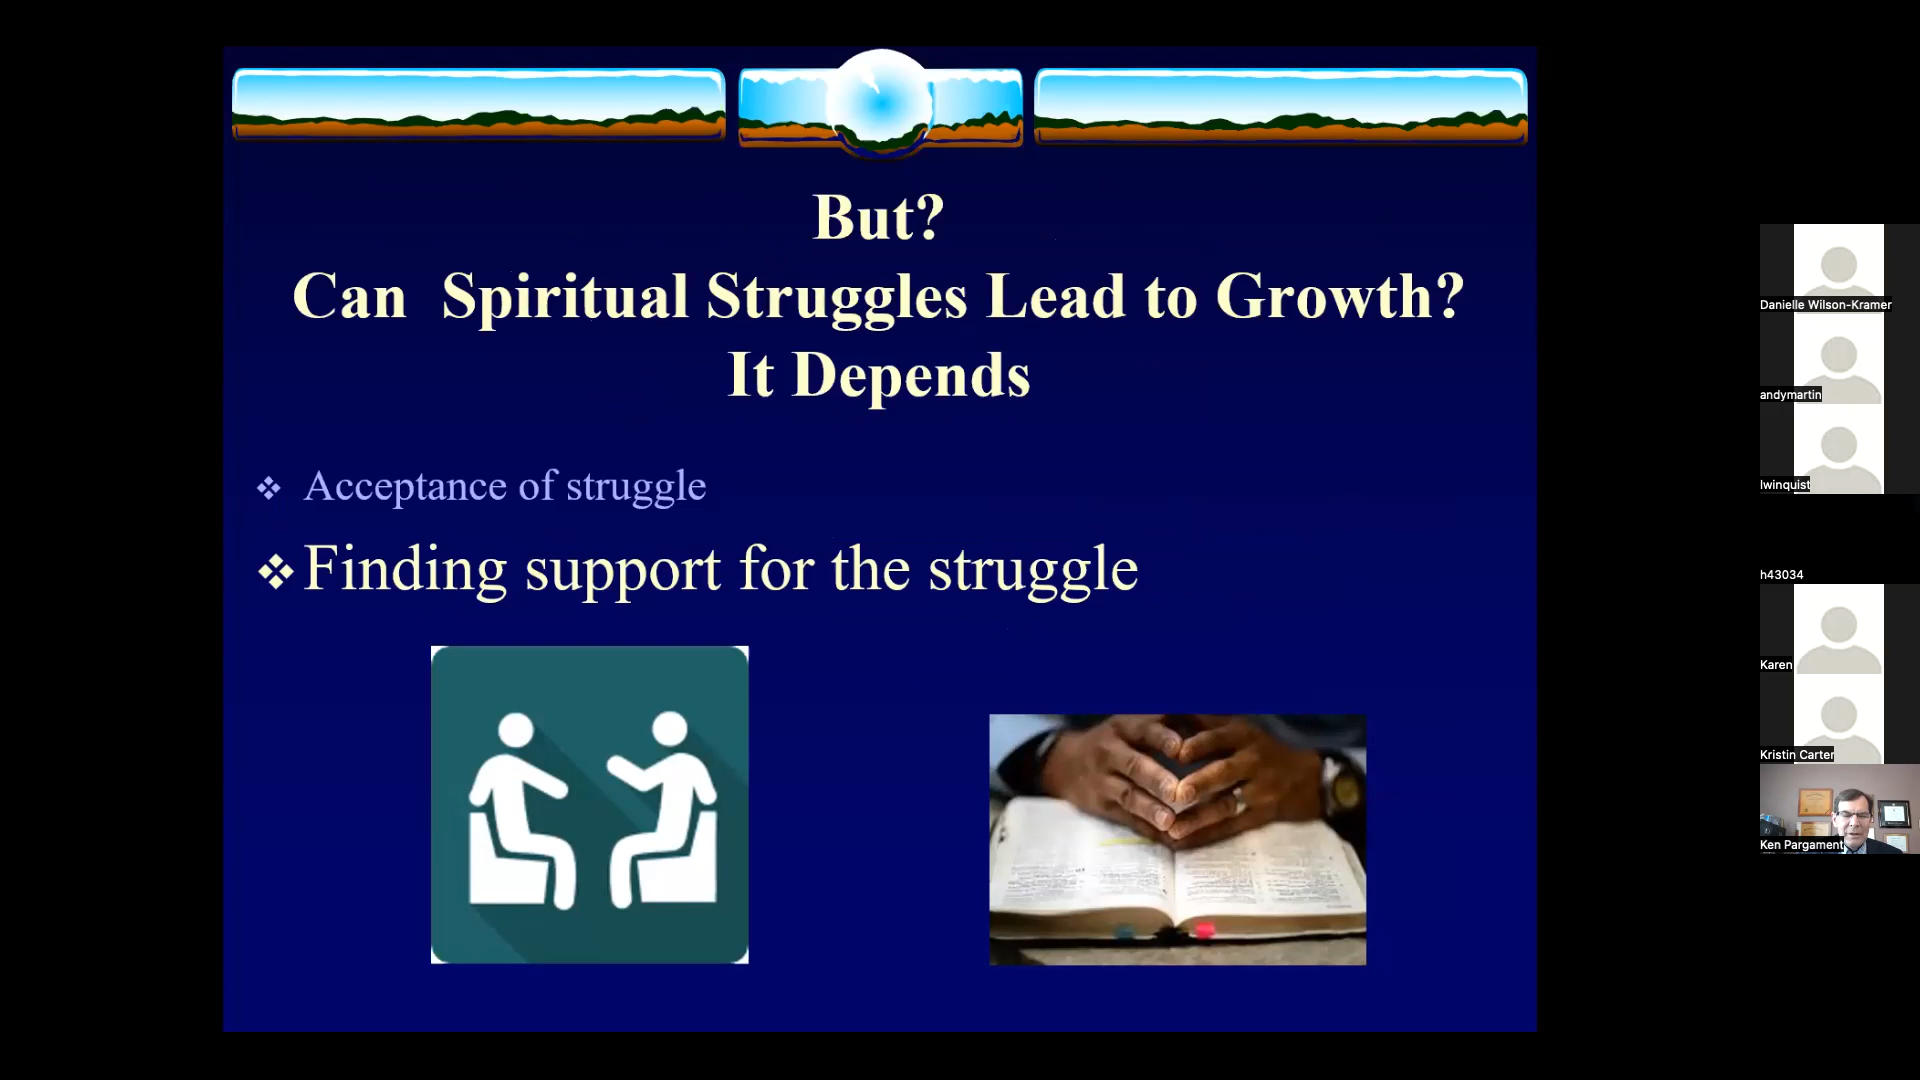 But?
Can Spiritual Struggles Lead to Growth?
It Depends
Acceptance of struggle
Finding support for the struggle
Danielle Wilson-Kramer
andymartin
lwinquist
h43034
Karen
Kristin Carter
Ken Pargament